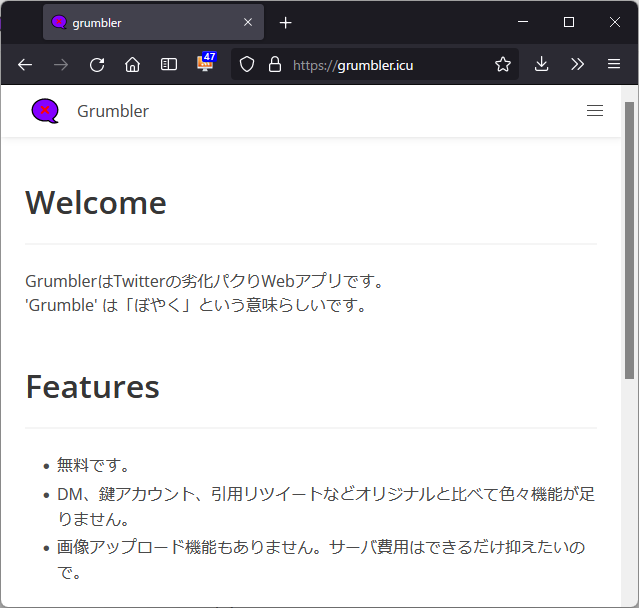 grumbler
47
https://grumbler.icu
Grumbler
Welcome
GrumblerはTwitterの劣化パクりWebアプリです。
'Grumble' は「ぼやく」という意味らしいです。
Features
• 無料です。
• DM、鍵アカウント、引用リツイートなどオリジナルと比べて色々機能が足
りません。
• 画像アップロード機能もありません。サーバ費用はできるだけ抑えたいの
で。